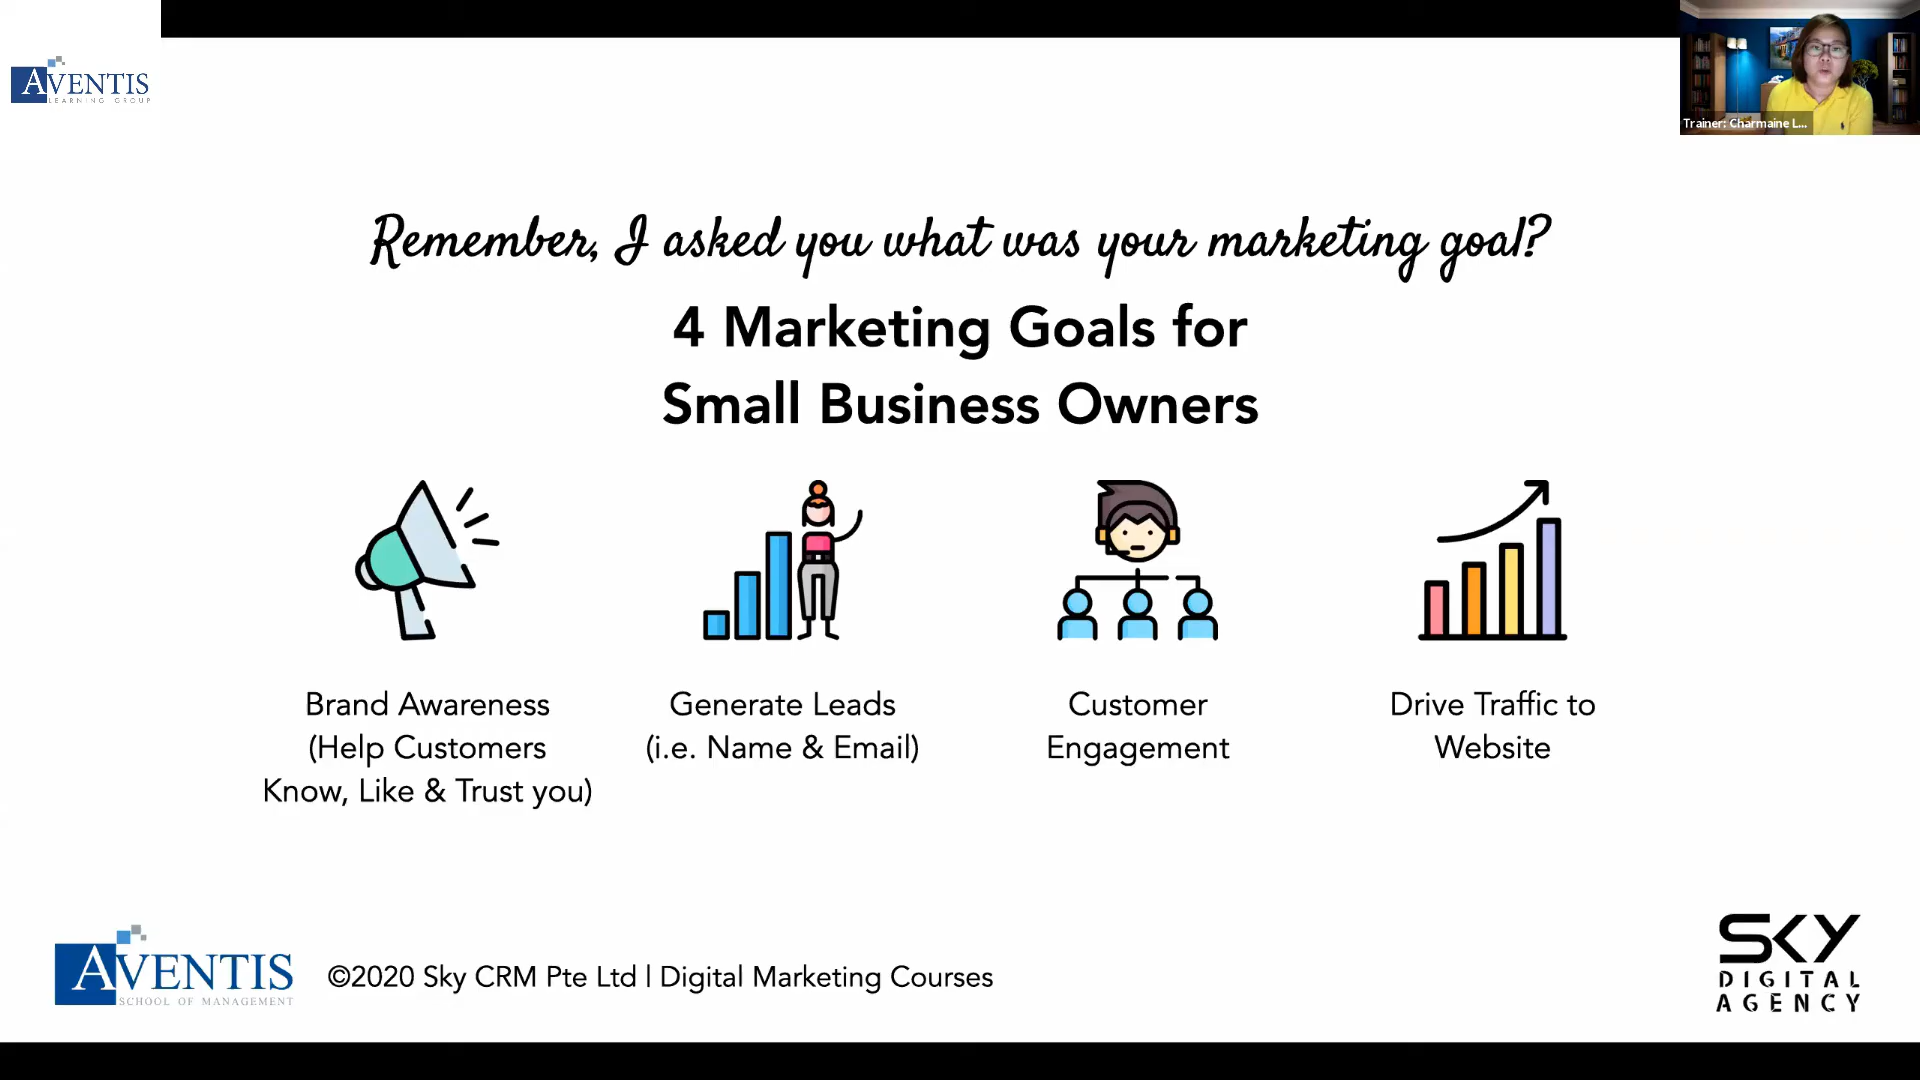 AVENTIS
LEARNING GROUP
Trainer: Charmaine L...
Remember, I asked you what was your marketing goal?
4 Marketing Goals for
Small Business Owners
Brand Awareness
(Help Customers
Know, Like & Trust you)
Generate Leads
(i.e. Name & Email)
Customer
Engagement
Drive Traffic to
Website
AVENTIS
SCHOOL OF MANAGEMENT
©2020 Sky CRM Pte Ltd | Digital Marketing Courses
SKY
DIGITAL
AGENCY